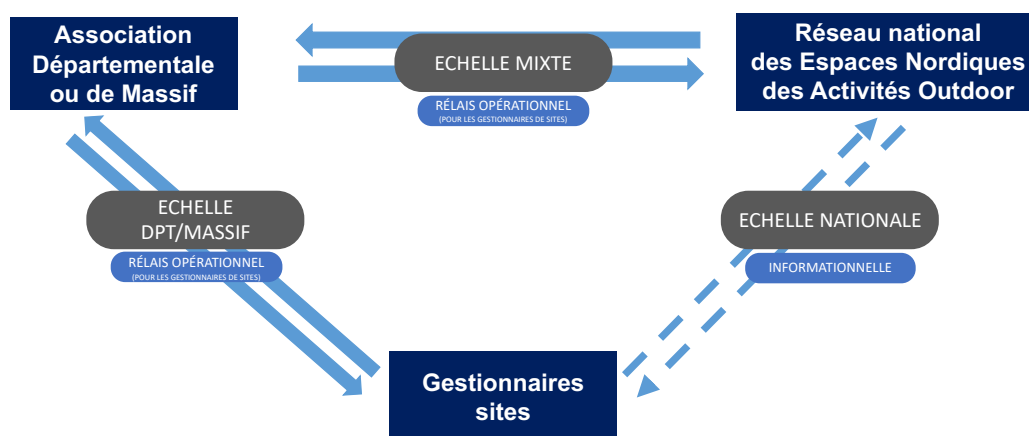 Association
Départementale
ou de Massif
ECHELLE MIXTE
RÉLAIS OPÉRATIONNEL
(POUR LES GESTIONNAIRES DE SITES)
Réseau national
des Espaces Nordiques
des Activités Outdoor
ECHELLE
DPT/MASSIF
RÉLAIS OPÉRATIONNEL
(POUR LES GESTIONNAIRES DE SITES)
ECHELLE NATIONALE
INFORMATIONNELLE
Gestionnaires
sites